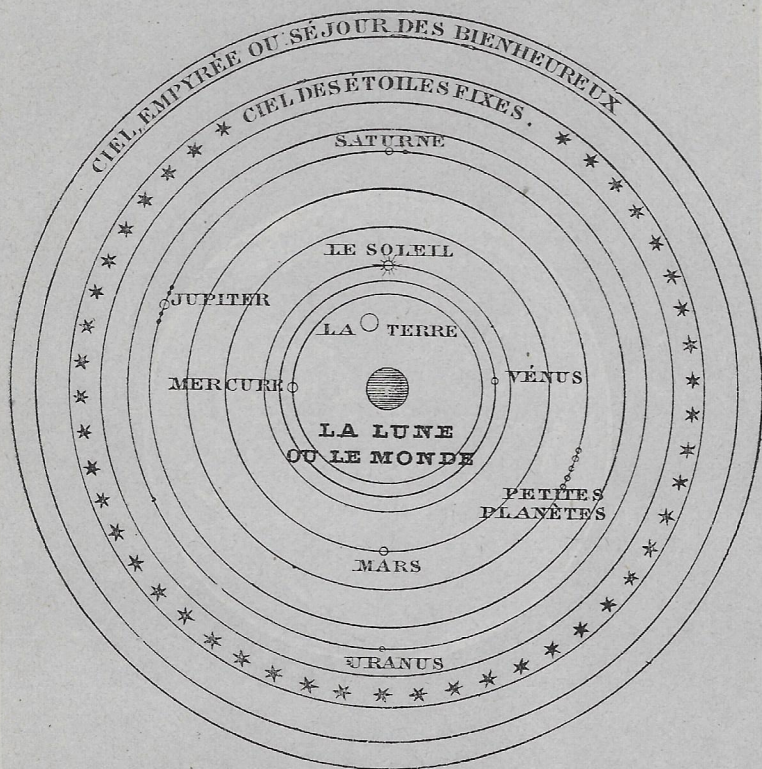 CIEL EMPYRÉE OU SÉJOUR DES BIENHEUREUX
CIEL DES ÉTOILES FIXES.
SATURNE
LE SOLEIL
JUPITER
LA TERRE
MERCURE
VÉNUS
LA LUNE
OU LE MONDE
PETITES
PLANÈTES
MARS
URANUS